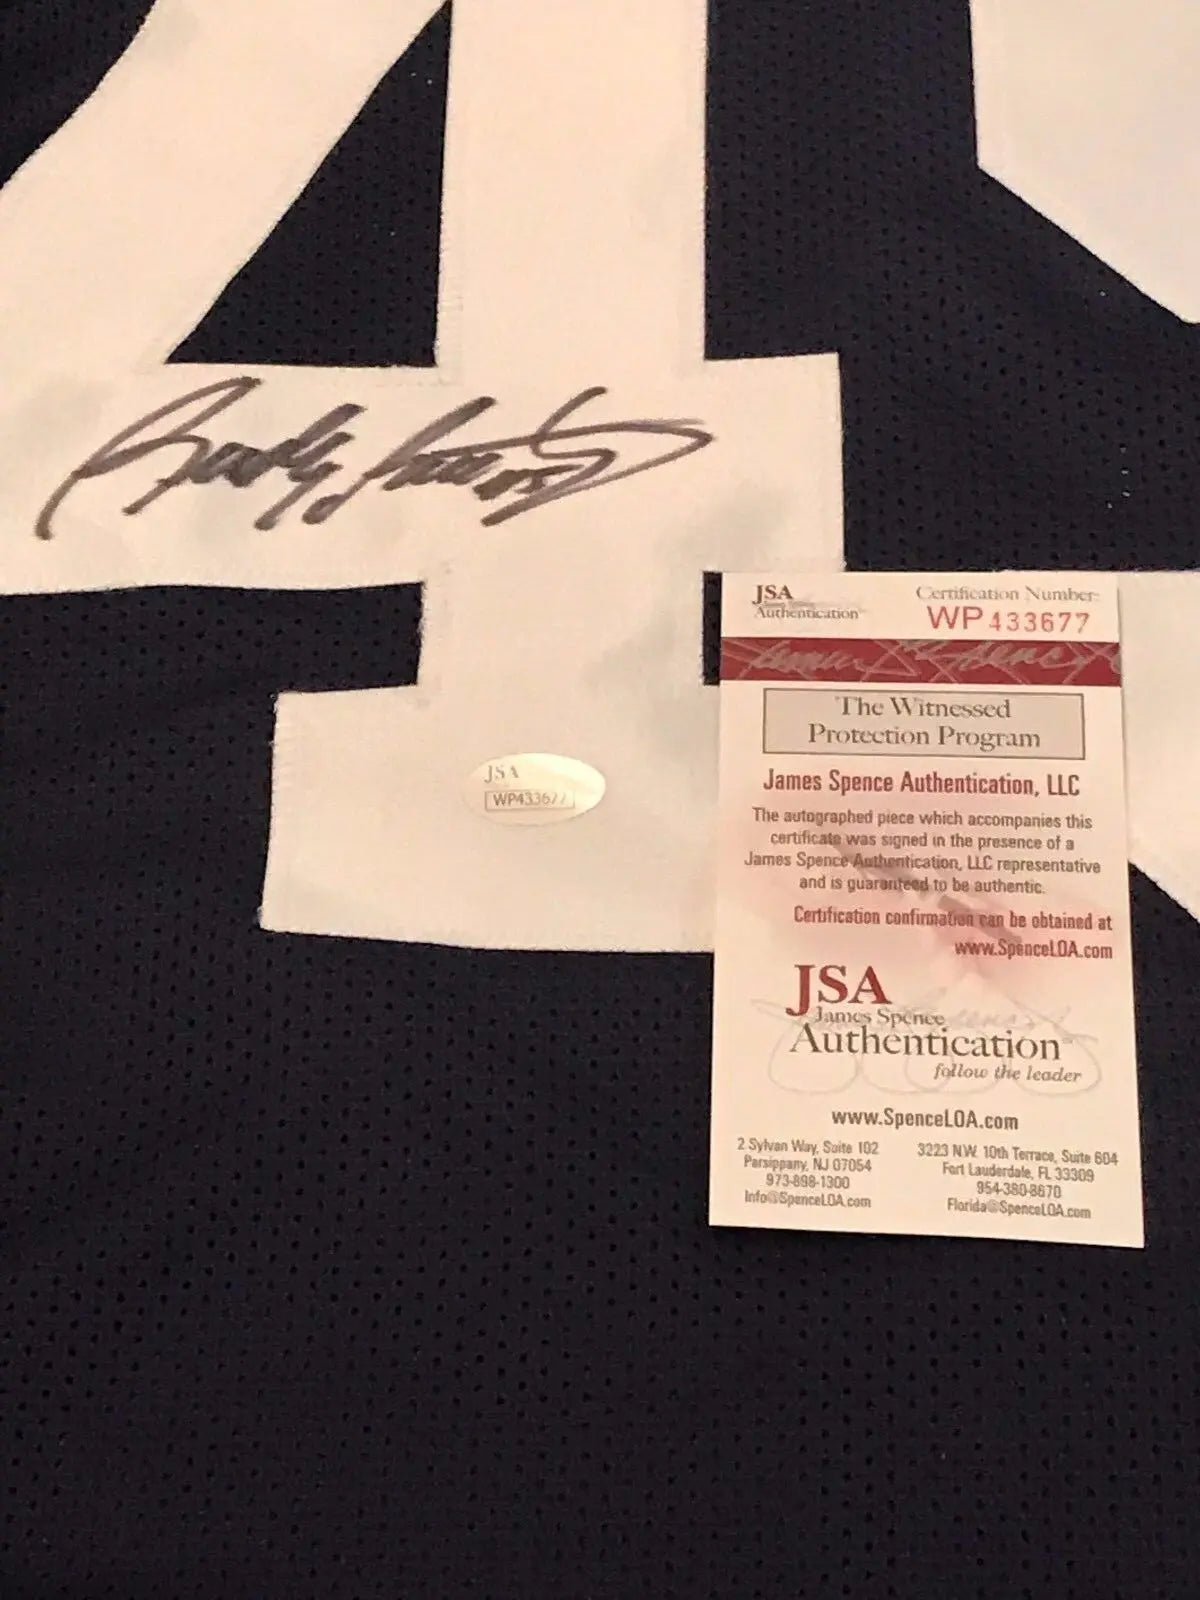 4
JSA
WP433677
JSA
Authentication
Certification Number:
WP433677
The Witnessed
Protection Program
James Spence Authentication, LLC
The autographed piece which accompanies this
certificate was signed in the presence of a
James Spence Authentication, LLC representative
and is guaranteed to be authentic.
Certification confirmation can be obtained at
www.SpenceLOA.com
JSA
James Spence
Authentication
follow the leader
www.SpenceLOA.com
2 Sylvan Way, Suite 102
Parsippany, NJ 07054
973-898-1300
Info@SpenceLOA.com
3223 N.W. 10th Terrace, Suite 604
Fort Lauderdale, FL 33309
954-380-8670
Florida@SpenceLOA.com